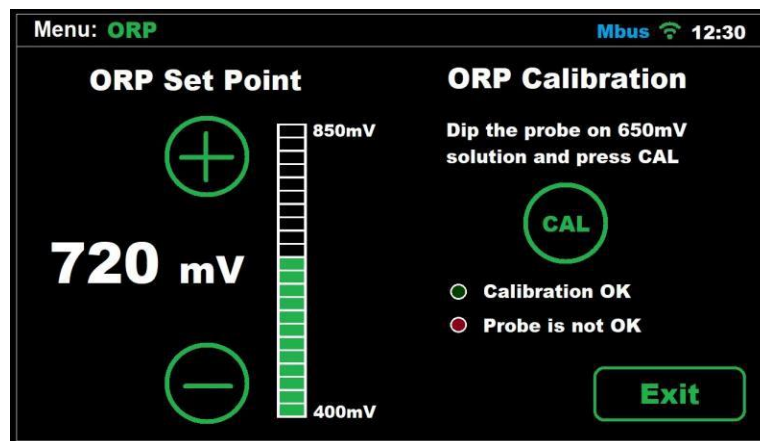 Menu: ORP
Mbus 12:30
ORP Set Point
850mV
720 mV
400mV
ORP Calibration
Dip the probe on 650mV
solution and press CAL
CAL
Calibration OK
Probe is not OK
Exit